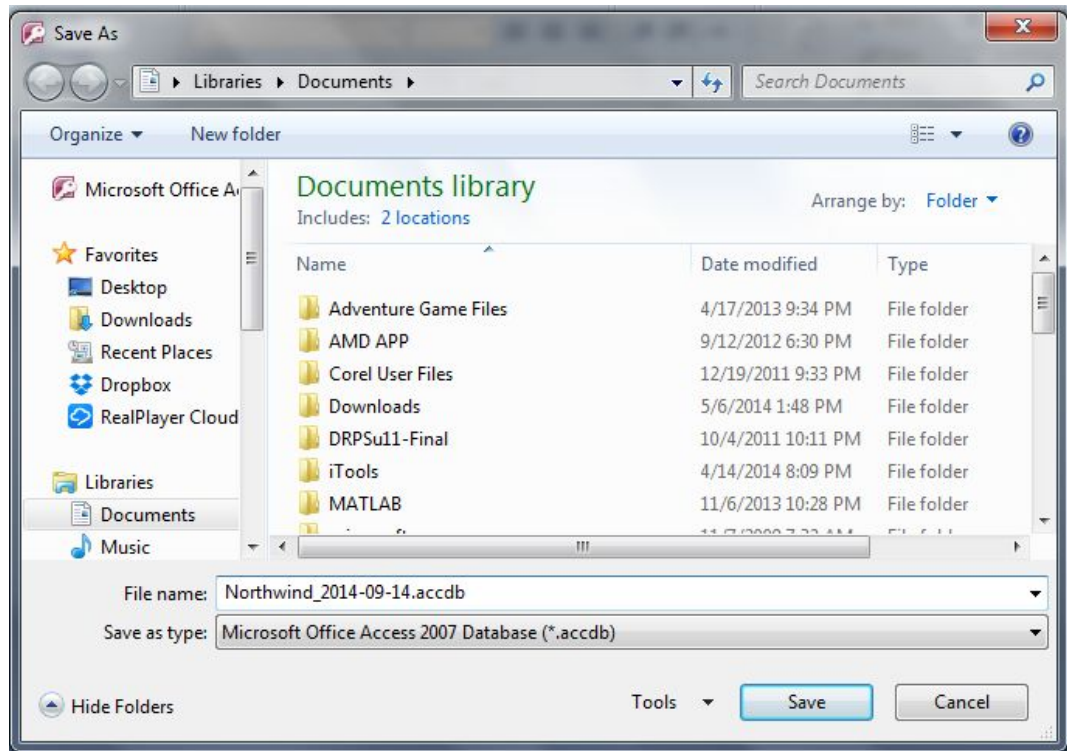 Save As
Libraries Documents
Search Documents
Organize New folder
Microsoft Office
Favorites
Desktop
Downloads
Recent Places
Dropbox
RealPlayer Cloud
Libraries
Documents
Music
Documents library
Includes: 2 locations
Arrange by: Folder
Name Date modified Type
Adventure Game Files 4/17/2013 9:34 PM File folder
AMD APP 9/12/2012 6:30 PM File folder
Corel User Files 12/19/2011 9:33 PM File folder
Downloads 5/6/2014 1:48 PM File folder
DRPSu11-Final 10/4/2011 10:11 PM File folder
iTools 4/14/2014 8:09 PM File folder
MATLAB 11/6/2013 10:28 PM File folder
File name: Northwind_2014-09-14.accdb
Save as type: Microsoft Office Access 2007 Database (*.accdb)
Hide Folders
Tools Save Cancel